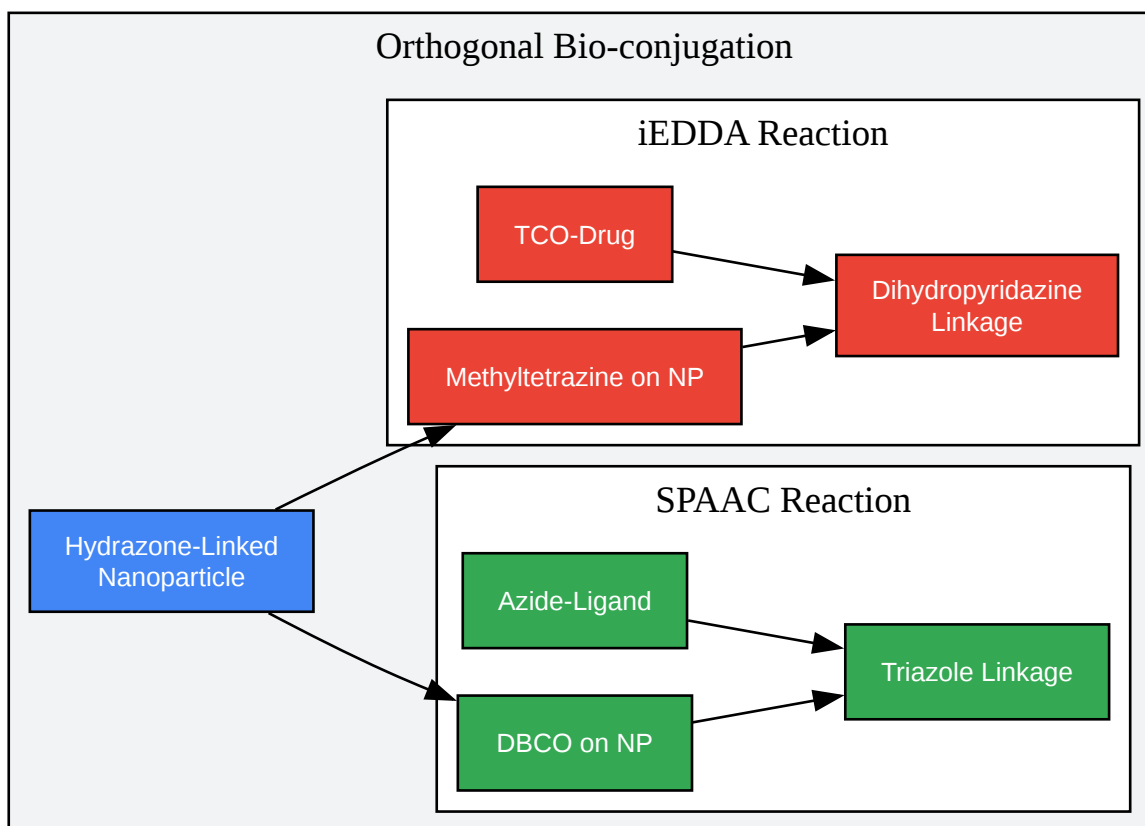 Orthogonal Bio-conjugation
iEDDA Reaction
TCO-Drug
Dihydropyridazine
Linkage
Methyltetrazine on NP
SPAAC Reaction
Hydrazone-Linked
Nanoparticle
Azide-Ligand
Triazole Linkage
DBCO on NP